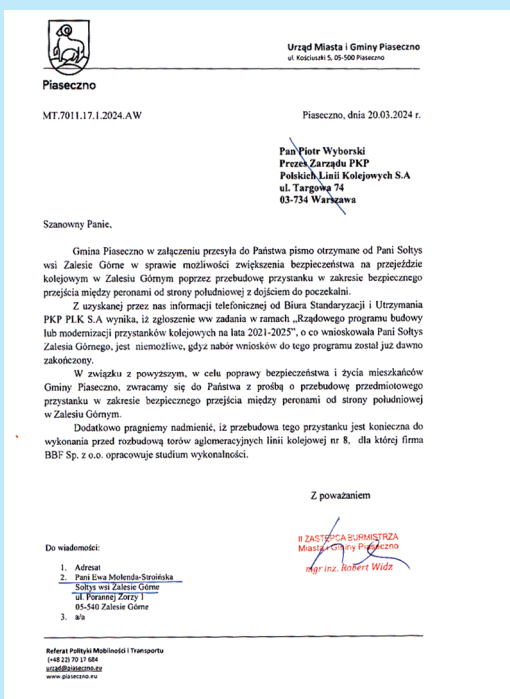 Piaseczno
Urząd Miasta i Gminy Piaseczno
ul. Kościuszki 5, 05-500 Piaseczno
MT.7011.17.1.2024.AW
Piaseczno, dnia 20.03.2024 r.
Pan Piotr Wyborski
Prezes Zarządu PKP
Polskich Linii Kolejowych S.A
ul. Targowa 74
03-734 Warszawa
Szanowny Panie,
Gmina Piaseczno w załączeniu przesyła do Państwa pismo otrzymane od Pani Sołtys
wsi Zalesie Górne w sprawie możliwości zwiększenia bezpieczeństwa na przejeździe
kolejowym w Zalesiu Górnym poprzez przebudowę przystanku w zakresie bezpiecznego
przejścia między peronami od strony południowej z dojściem do poczekalni.
Z uzyskanej przez nas informacji telefonicznej od Biura Standaryzacji i Utrzymania
PKP PLK S.A wynika, iż zgłoszenie ww zadania w ramach „Rządowego programu budowy
lub modernizacji przystanków kolejowych na lata 2021-2025”, o co wnioskowała Pani Sołtys
Zalesia Górnego, jest niemożliwe, gdyż nabór wniosków do tego programu został już dawno
zakończony.
W związku z powyższym, w celu poprawy bezpieczeństwa i życia mieszkańców
Gminy Piaseczno, zwracamy się do Państwa z prośbą o przebudowę przedmiotowego
przystanku w zakresie bezpiecznego przejścia między peronami od strony południowej
w Zalesiu Górnym.
Dodatkowo pragniemy nadmienić, iż przebudowa tego przystanku jest konieczna do
wykonania przed rozbudową torów aglomeracyjnych linii kolejowej nr 8, dla której firma
BBF Sp. z o.o. opracowuje studium wykonalności.
Z poważaniem
II ZASTĘPCA BURMISTRZA
Miasta i Gminy Piaseczno
mgr inż. Robert Widz
Do wiadomości:
1. Adresat
2. Pani Ewa Molenda-Stroińska
Sołtys wsi Zalesie Górne
ul. Porannej Zorzy 1
05-540 Zalesie Górne
3. a/a
Referat Polityki Mobilności i Transportu
(+48 22) 70 17 684
urzad@piaseczno.eu
www.piaseczno.eu